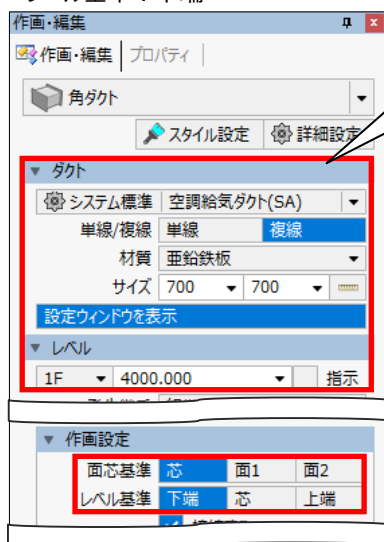 作画・編集
作画・編集 プロパティ
角ダクト
スタイル設定 詳細設定
ダクト
システム標準 空調給気ダクト(SA)
単線/複線 単線 複線
材質 亜鉛鉄板
サイズ 700 700
設定ウィンドウを表示
レベル
1F 4000.000 指示
作画設定
面芯基準 芯 面1 面2
レベル基準 下端 芯 上端